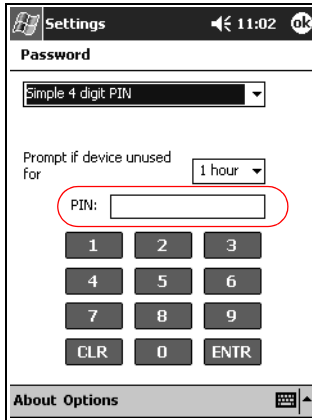 Settings 11:02 ok
Password
Simple 4 digit PIN
Prompt if device unused
for 1 hour
PIN:
1 2 3
4 5 6
7 8 9
CLR 0 ENTR
About Options